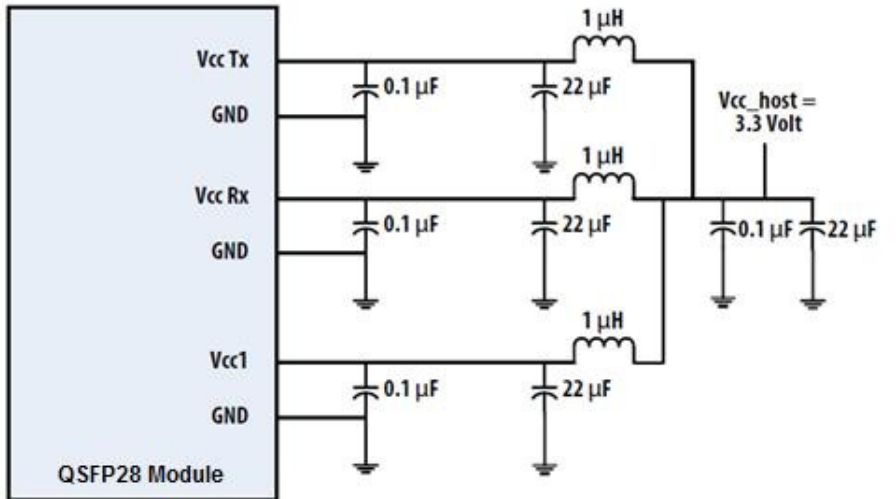 1 μH
Vcc Tx
0.1 μF
22 μF
GND
Vcc_host =
3.3 Volt
1 μH
Vcc Rx
0.1 μF
22 μF
0.1 μF
22 μF
GND
1 μH
Vcc1
0.1 μF
22 μF
GND
QSFP28 Module